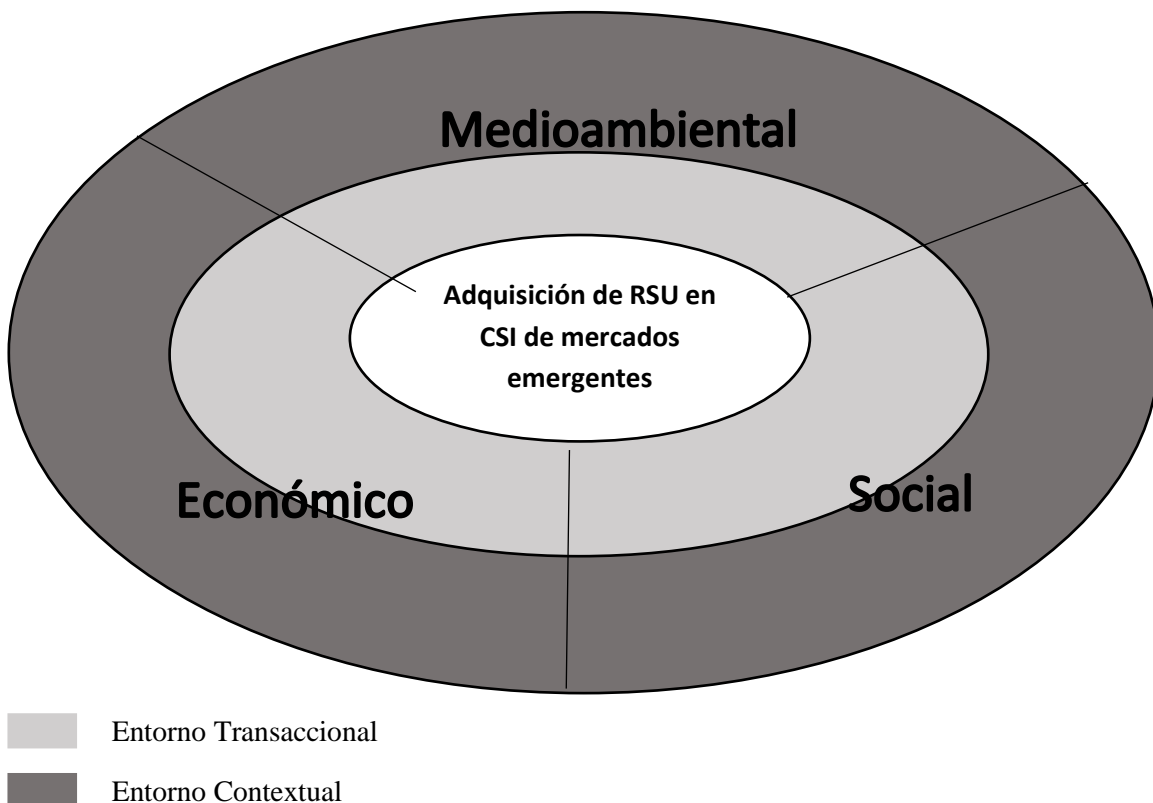 Medioambiental
Adquisición de RSU en
CSI de mercados
emergentes
Económico
Social
Entorno Transaccional
Entorno Contextual